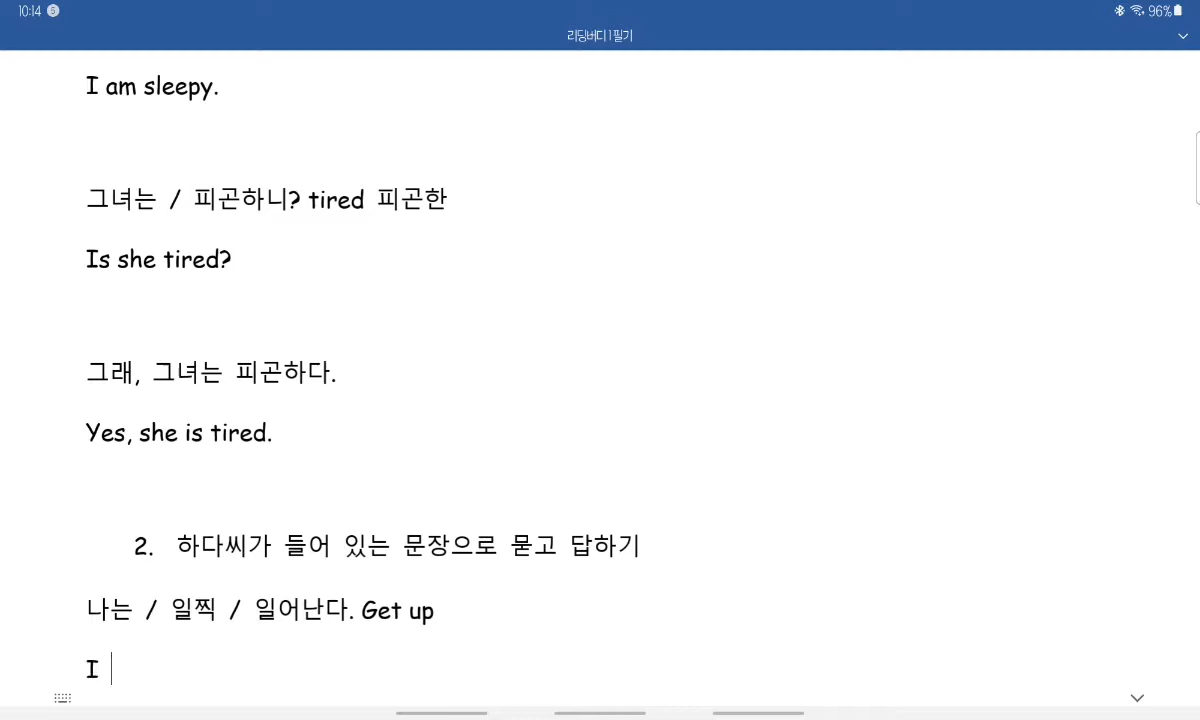 10:14 5 96%
리딩버디 1 필기
I am sleepy.
그녀는 / 피곤하니? tired 피곤한
Is she tired?
그래, 그녀는 피곤하다.
Yes, she is tired.
2. 하다씨가 들어 있는 문장으로 묻고 답하기
나는 / 일찍 / 일어난다. Get up
I